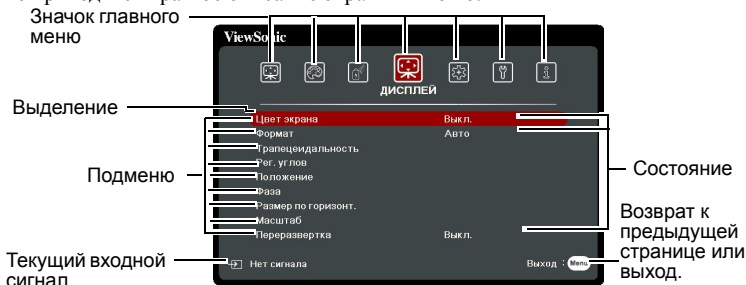 Значок главного
меню
ViewSonic
ДИСПЛЕЙ
Выделение
Цвет экрана Выкл.
Формат Авто
Трапецеидальность
Рег. углов
Положение
Фаза
Размер по горизонт.
Масштаб
Переразвертка Выкл.
Подменю
Состояние
Возврат к
предыдущей
странице или
выход.
Текущий входной
сигнал
Нет сигнала
Выход : Menu